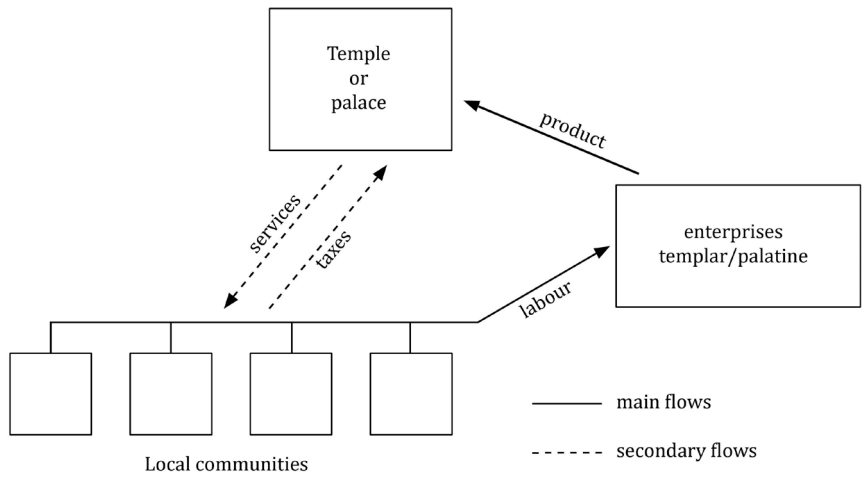 Temple
or
palace
product
services
taxes
enterprises
templar/palatine
labour
main flows
secondary flows
Local communities